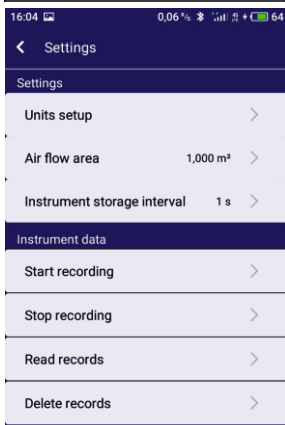 16:04 0,06 ᴷ/s 64
Settings
Settings
Units setup
Air flow area 1,000 m²
Instrument storage interval 1 s
Instrument data
Start recording
Stop recording
Read records
Delete records